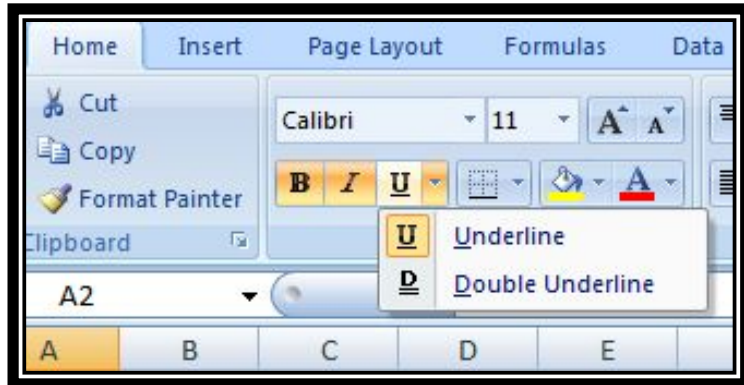 Home Insert Page Layout Formulas Data
Cut
Copy
Format Painter
Clipboard
Calibri 11 A A
B I U A
U Underline
D Double Underline
A2
A B C D E